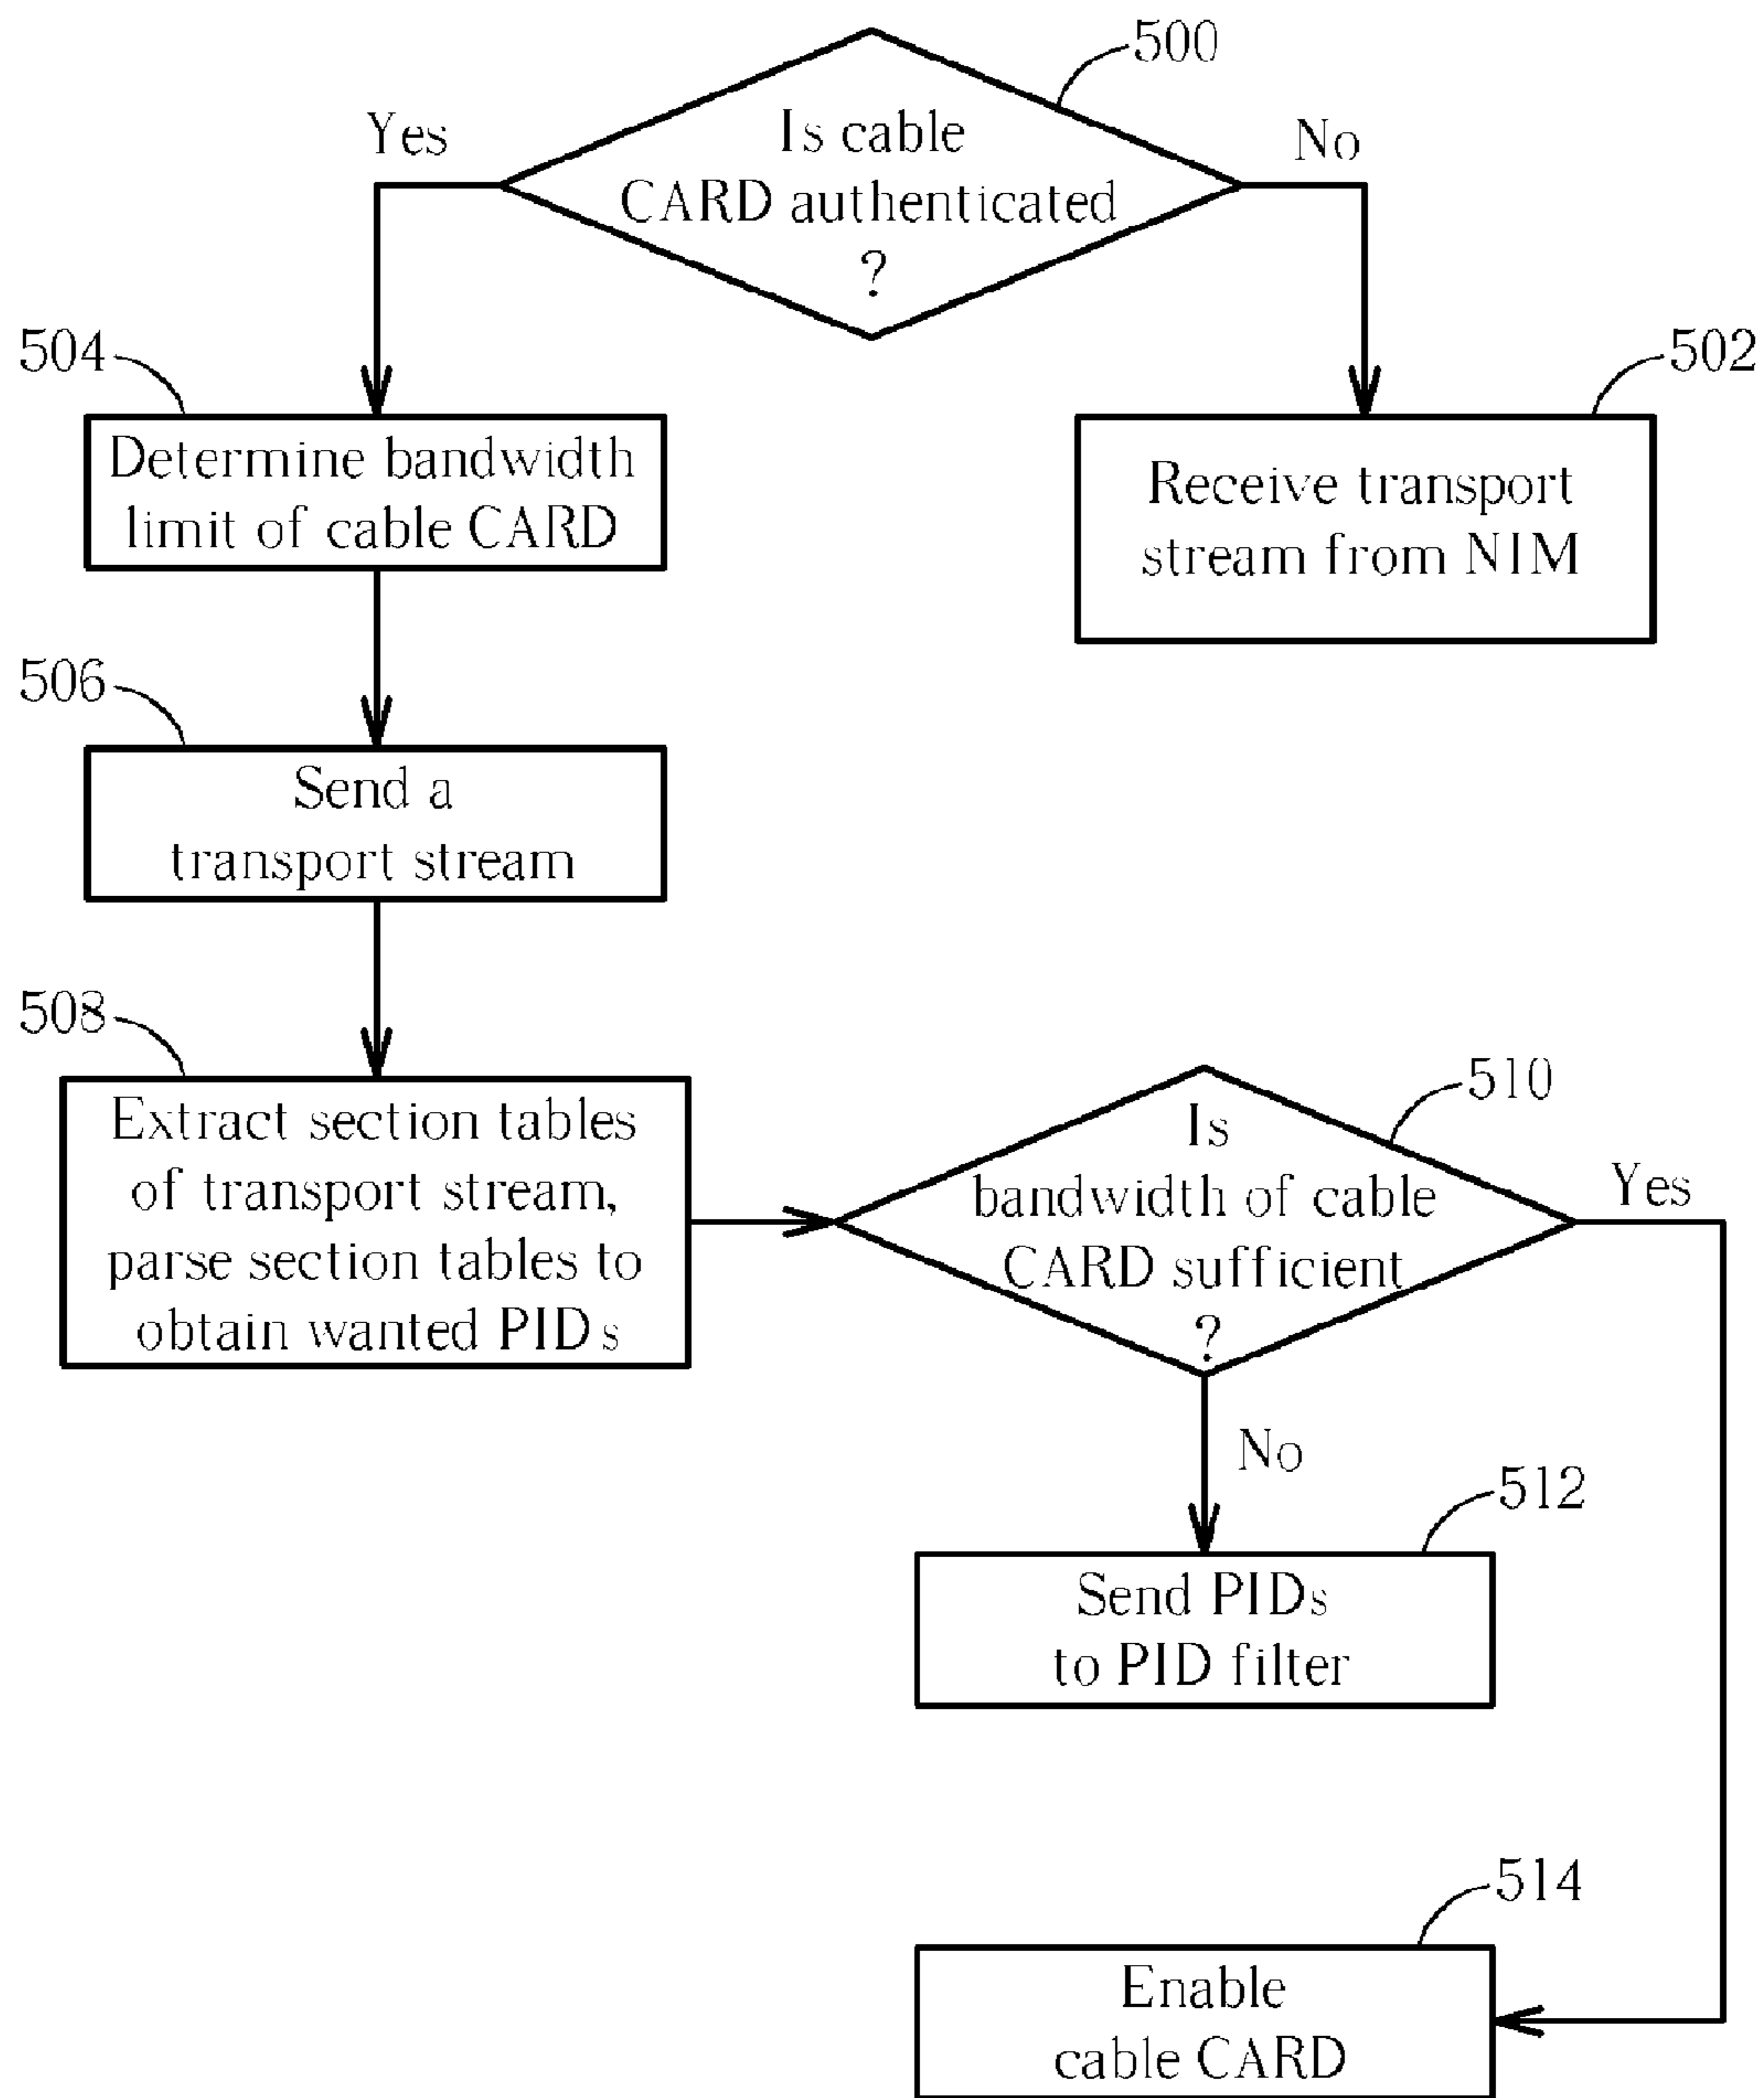 500
Is cable
CARD authenticated
?
Yes
No
504
Determine bandwidth
limit of cable CARD
502
Receive transport
stream from NIM
506
Send a
transport stream
508
Extract section tables
of transport stream,
parse section tables to
obtain wanted PIDs
510
Is
bandwidth of cable
CARD sufficient
?
Yes
No
512
Send PIDs
to PID filter
514
Enable
cable CARD